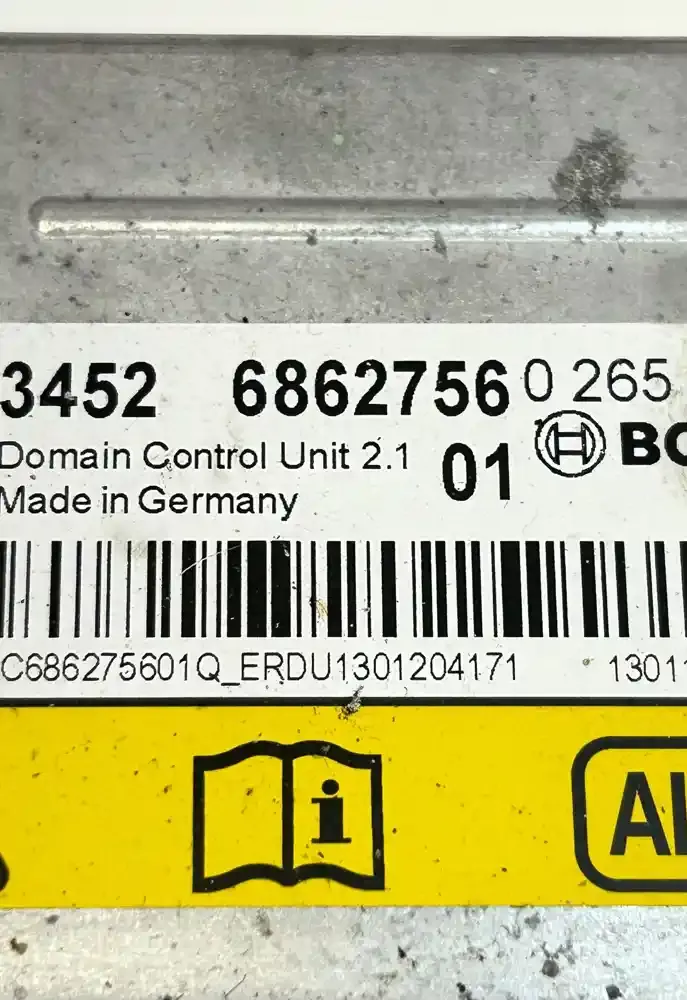 3452 6862756 0 265
Domain Control Unit 2.1 01
Made in Germany
C686275601Q_ERDU1301204171 1301
i